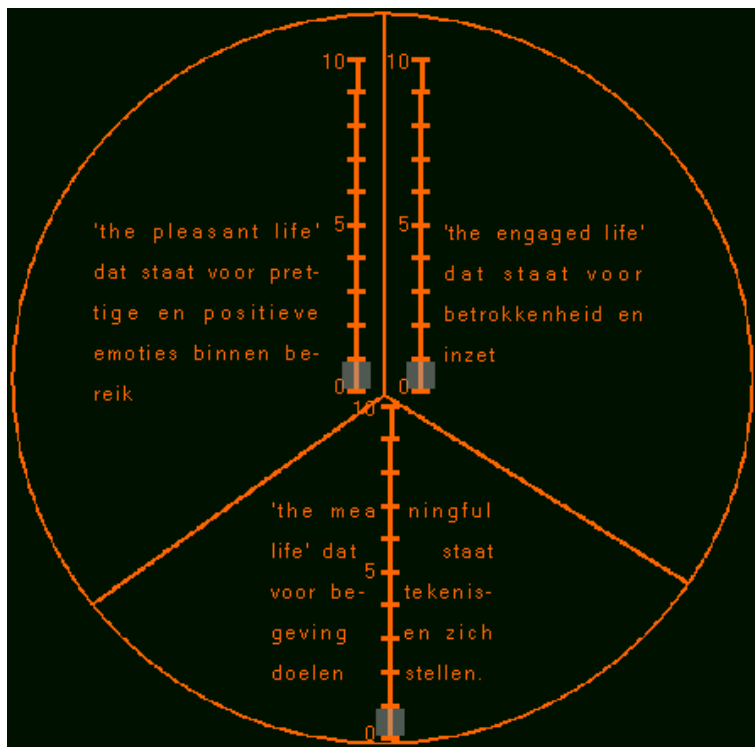 10
10
'the pleasant life'
dat staat voor pret-
tige en positieve
emoties binnen be-
reik
5
0
5
0
'the engaged life'
dat staat voor
betrokkenheid en
inzet
10
'the mea ningful
life' dat staat
5
voor be- tekenis-
geving en zich
doelen stellen.
0